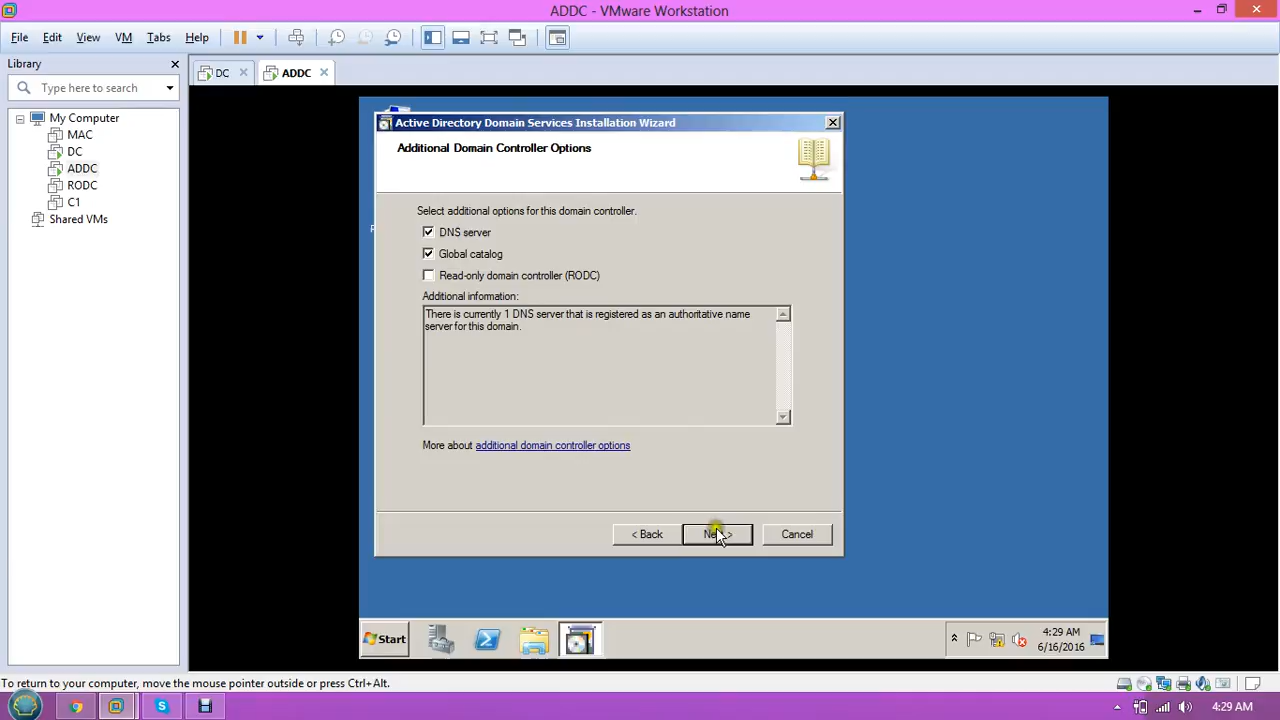 ADDC - VMware Workstation
File Edit View VM Tabs Help
Library
Type here to search
My Computer
MAC
DC
ADDC
RODC
C1
Shared VMs
DC
ADDC
Active Directory Domain Services Installation Wizard
Additional Domain Controller Options
Select additional options for this domain controller.
DNS server
Global catalog
Read-only domain controller (RODC)
Additional information:
There is currently 1 DNS server that is registered as an authoritative name
server for this domain.
More about additional domain controller options
< Back
Cancel
Start
4:29 AM
6/16/2016
To return to your computer, move the mouse pointer outside or press Ctrl+Alt.
4:29 AM